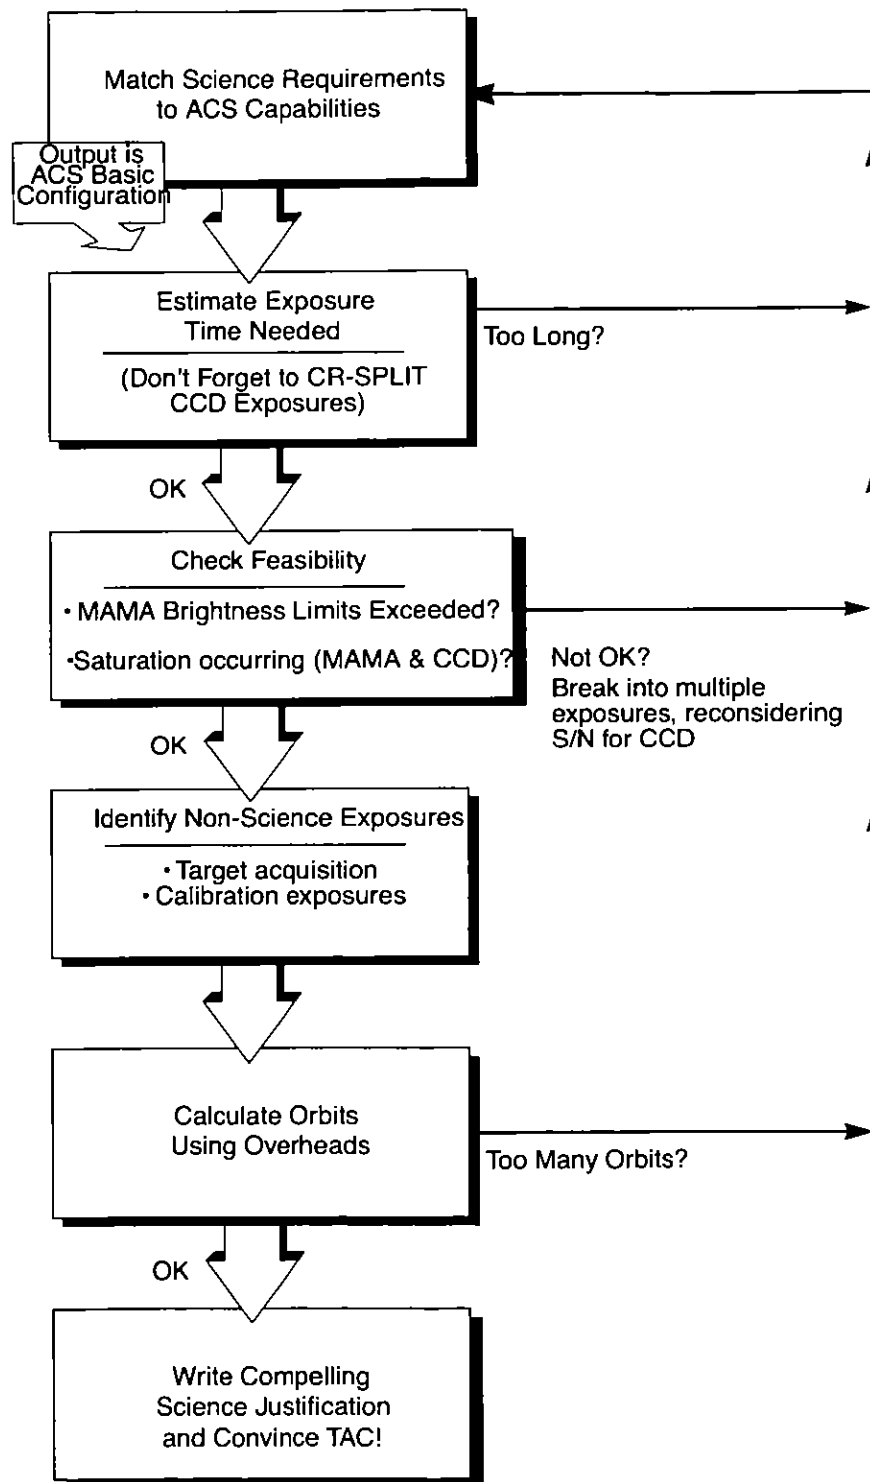 Match Science Requirements
to ACS Capabilities
Output is
ACS Basic
Configuration
Estimate Exposure
Time Needed
(Don't Forget to CR-SPLIT
CCD Exposures)
Too Long?
OK
Check Feasibility
• MAMA Brightness Limits Exceeded?
•Saturation occurring (MAMA & CCD)?
Not OK?
Break into multiple
exposures, reconsidering
S/N for CCD
OK
Identify Non-Science Exposures
• Target acquisition
• Calibration exposures
Calculate Orbits
Using Overheads
Too Many Orbits?
OK
Write Compelling
Science Justification
and Convince TAC!